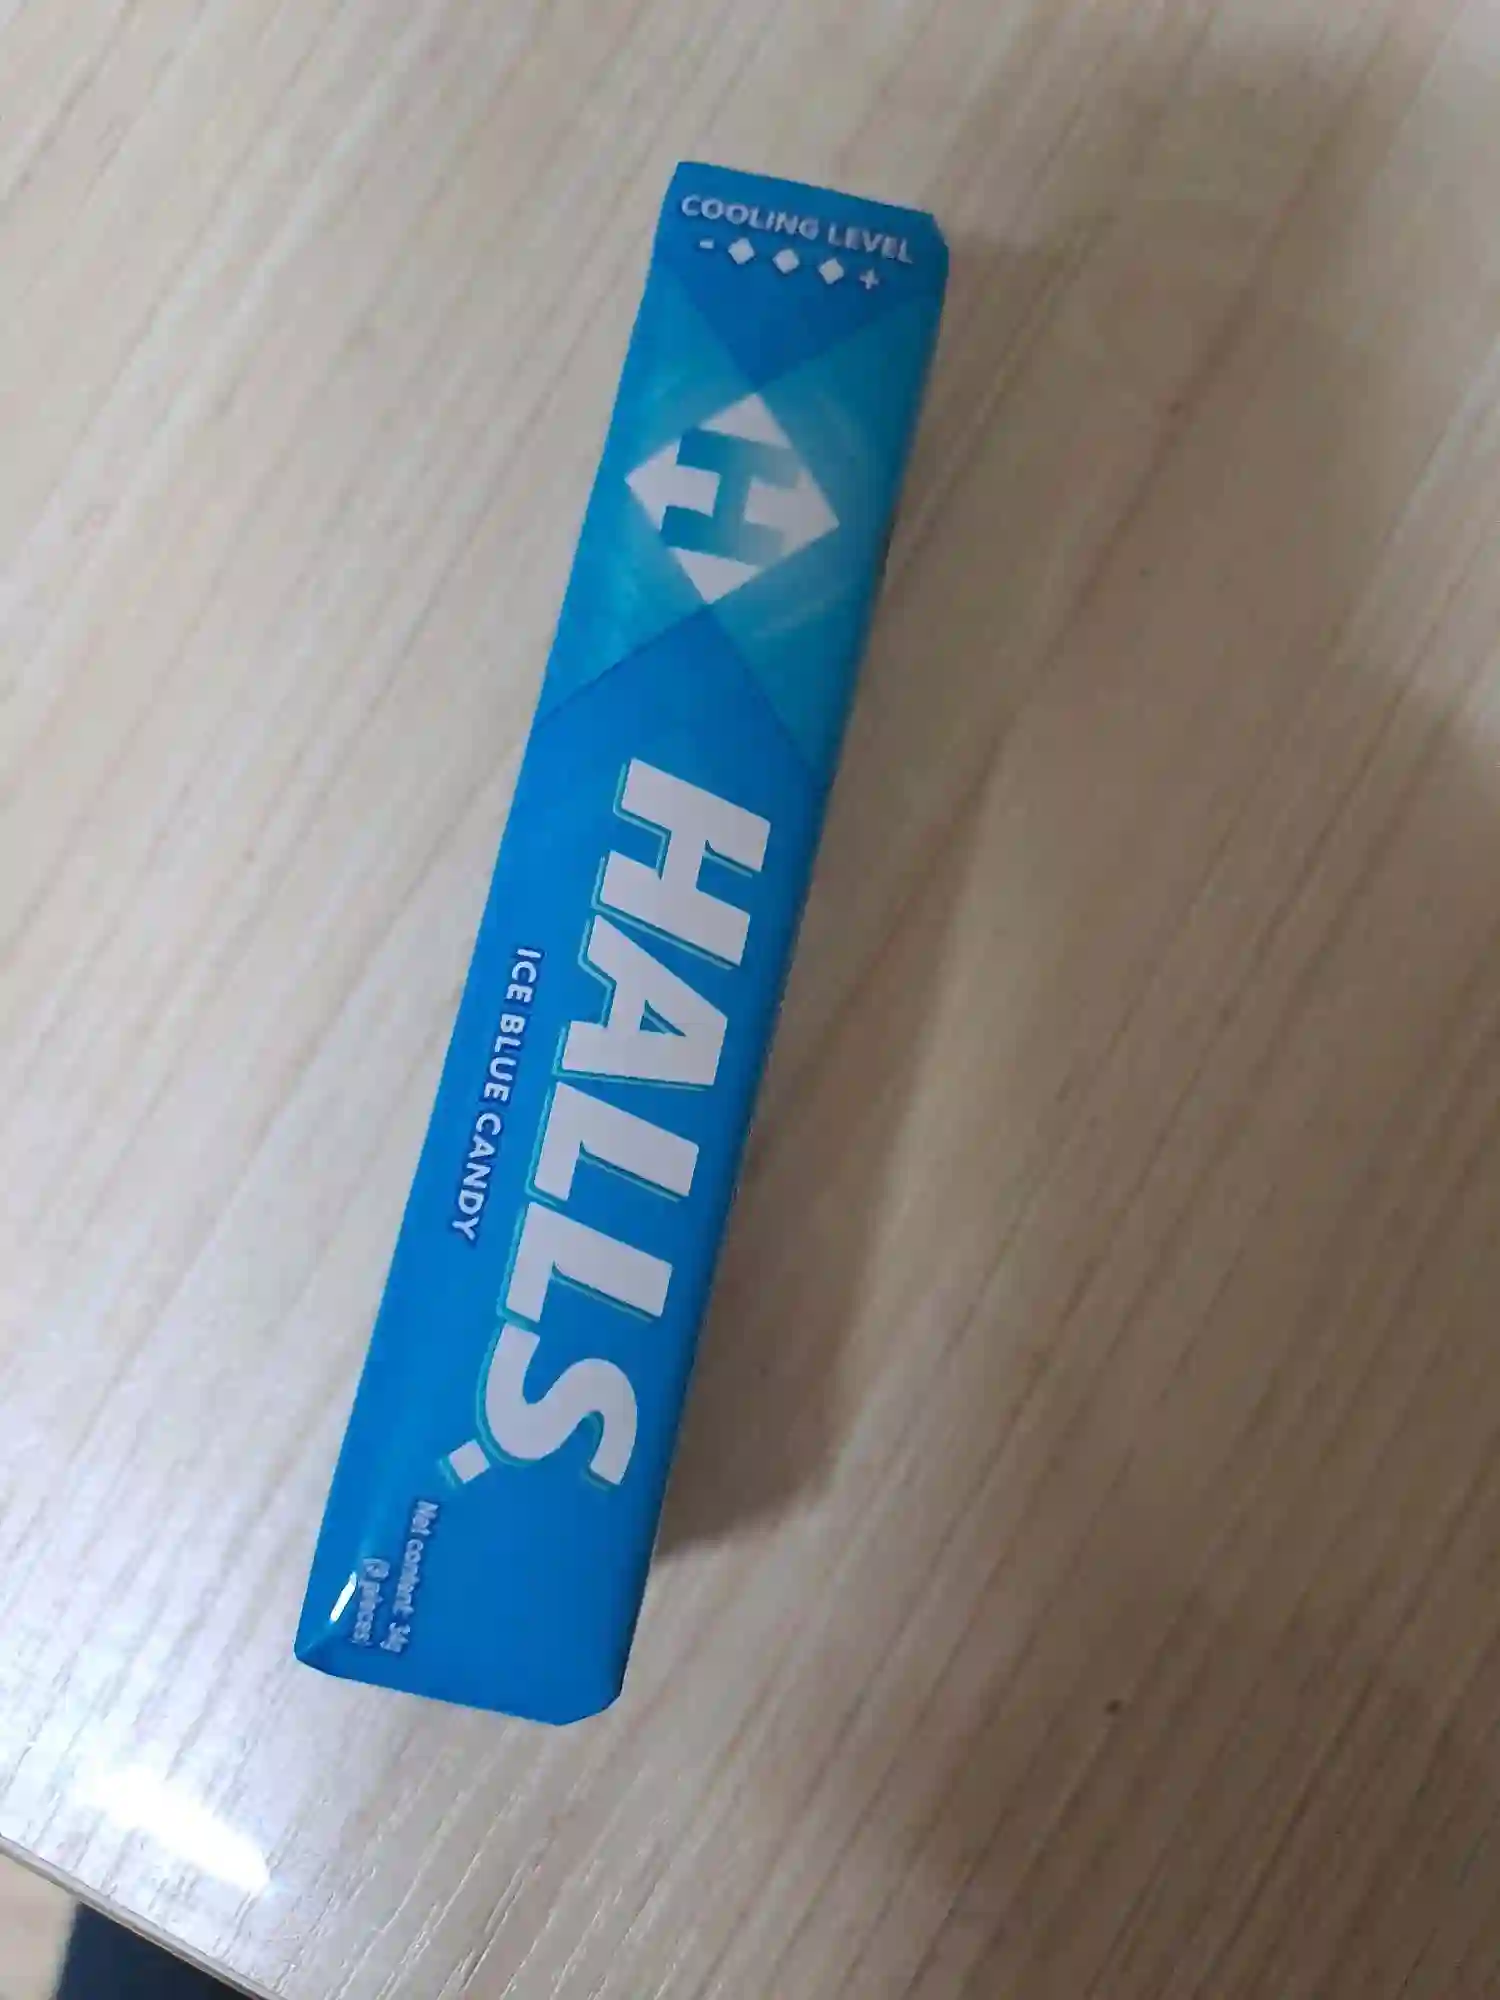 COOLING LEVEL
- ◆ ◆ ◆ +
H
HALLS
ICE BLUE CANDY
Net content: 34g
(9 pieces)